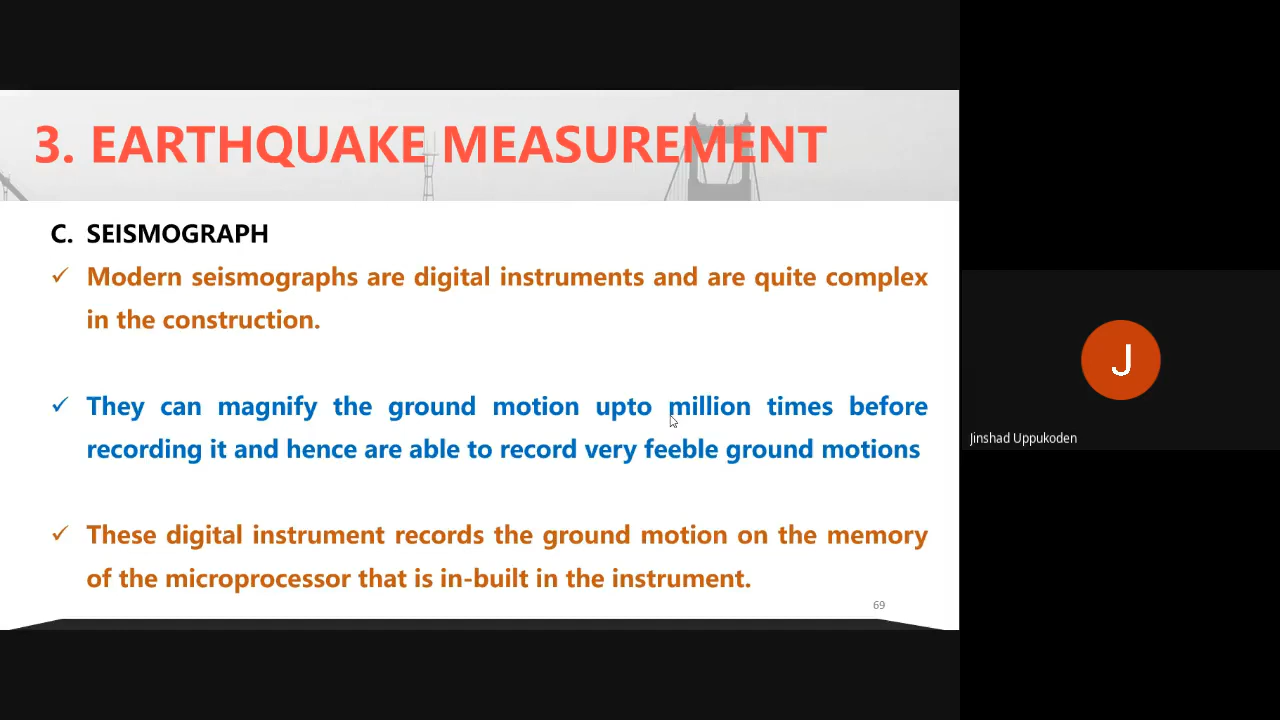 3. EARTHQUAKE MEASUREMENT
C. SEISMOGRAPH
✓ Modern seismographs are digital instruments and are quite complex
in the construction.
✓ They can magnify the ground motion upto million times before
recording it and hence are able to record very feeble ground motions
✓ These digital instrument records the ground motion on the memory
of the microprocessor that is in-built in the instrument.
69
J
Jinshad Uppukoden